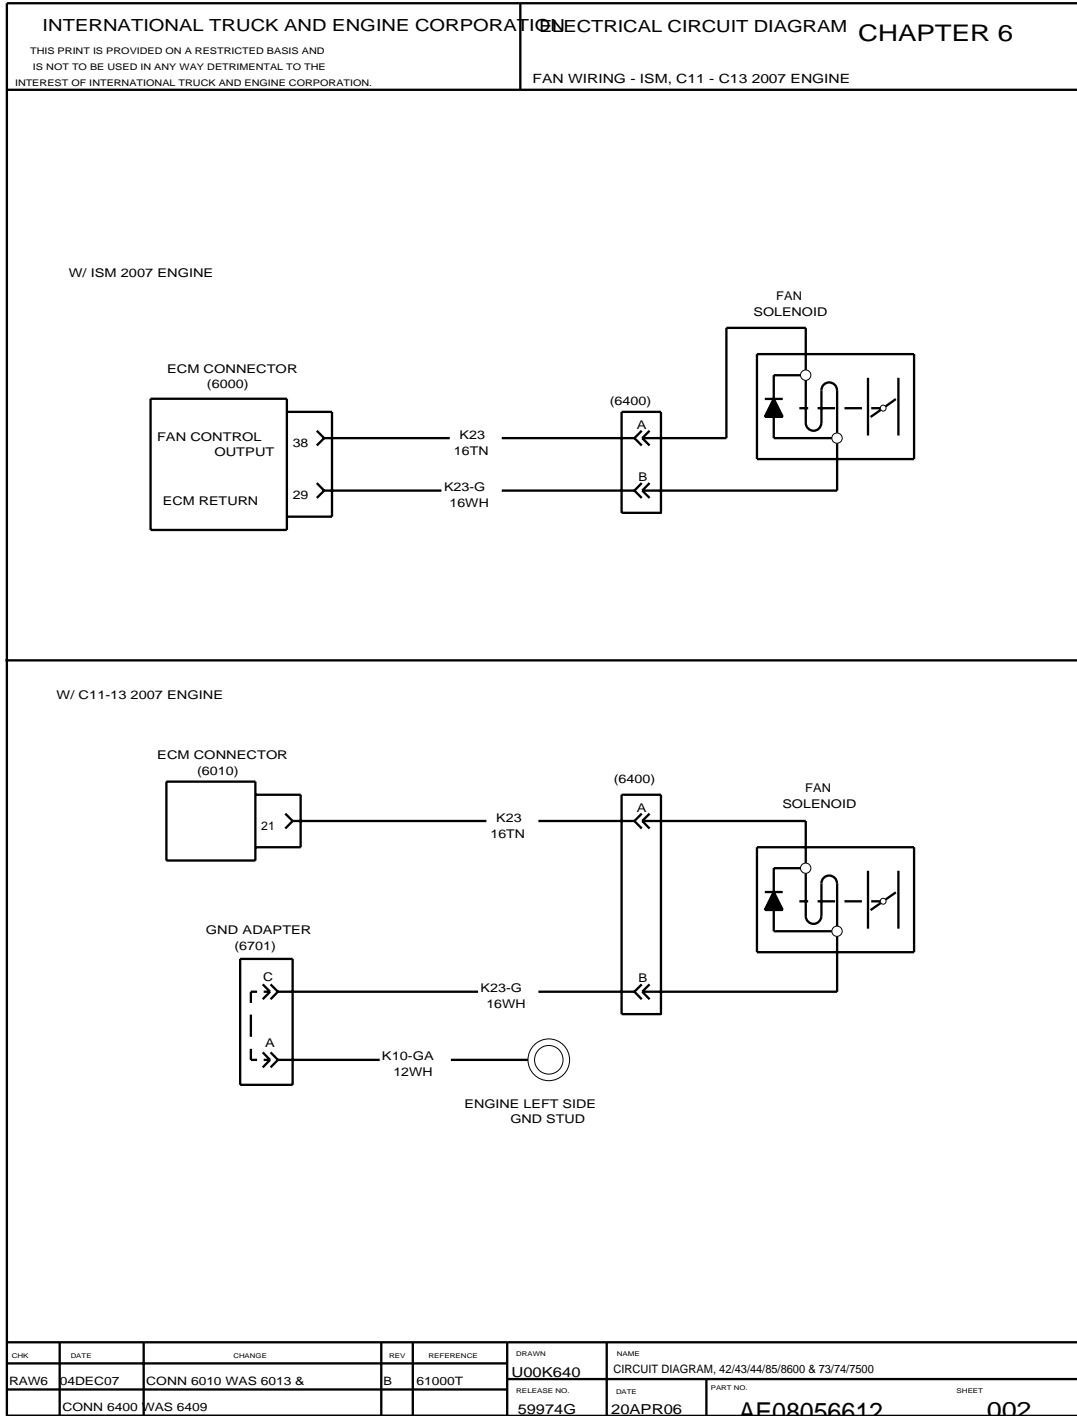 INTERNATIONAL TRUCK AND ENGINE CORPORATION
THIS PRINT IS PROVIDED ON A RESTRICTED BASIS AND
IS NOT TO BE USED IN ANY WAY DETRIMENTAL TO THE
INTEREST OF INTERNATIONAL TRUCK AND ENGINE CORPORATION.
ELECTRICAL CIRCUIT DIAGRAM
CHAPTER 6
FAN WIRING - ISM, C11 - C13 2007 ENGINE
W/ ISM 2007 ENGINE
FAN
SOLENOID
ECM CONNECTOR
(6000)
(6400)
FAN CONTROL
OUTPUT
38
K23
16TN
A
ECM RETURN
29
K23-G
16WH
B
W/ C11-13 2007 ENGINE
ECM CONNECTOR
(6010)
(6400)
FAN
SOLENOID
21
K23
16TN
A
GND ADAPTER
(6701)
C
K23-G
16WH
B
A
K10-GA
12WH
ENGINE LEFT SIDE
GND STUD
CHK DATE CHANGE REV REFERENCE
RAW6 04DEC07 CONN 6010 WAS 6013 & B 61000T
CONN 6400 WAS 6409
DRAWN
U00K640
NAME
CIRCUIT DIAGRAM, 42/43/44/85/8600 & 73/74/7500
RELEASE NO.
59974G
DATE
20APR06
PART NO.
AE08056612
SHEET
002